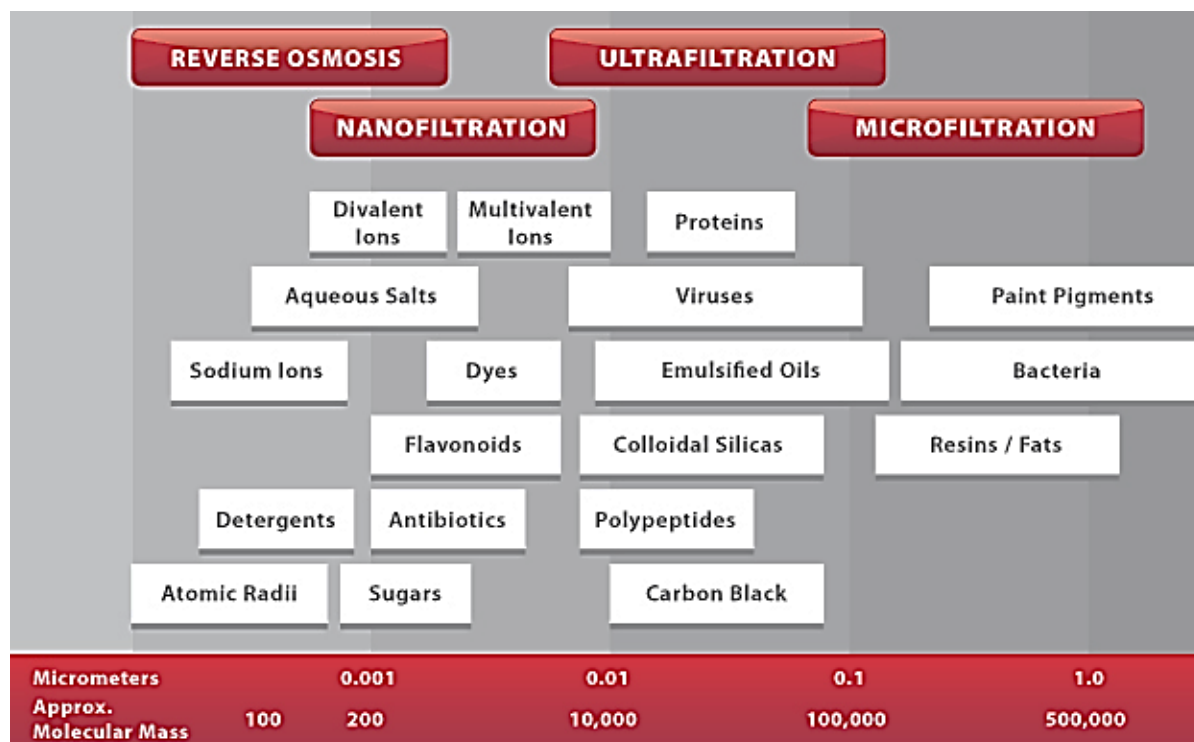 REVERSE OSMOSIS
ULTRAFILTRATION
NANOFILTRATION
MICROFILTRATION
Divalent
Ions
Multivalent
Ions
Proteins
Aqueous Salts
Viruses
Paint Pigments
Sodium Ions
Dyes
Emulsified Oils
Bacteria
Flavonoids
Colloidal Silicas
Resins / Fats
Detergents
Antibiotics
Polypeptides
Atomic Radii
Sugars
Carbon Black
Micrometers 0.001 0.01 0.1 1.0
Approx.
Molecular Mass 100 200 10,000 100,000 500,000